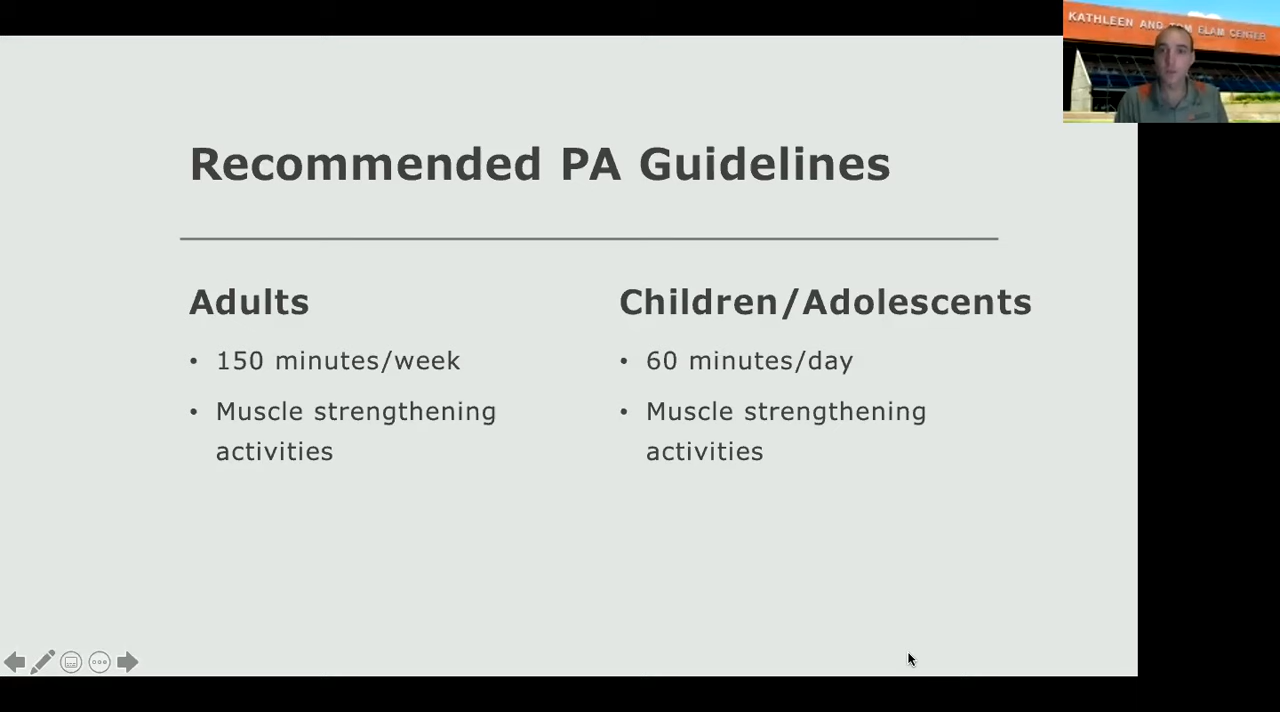 KATHLEEN AND TOM ELAM CENTER
Recommended PA Guidelines
Adults
• 150 minutes/week
• Muscle strengthening
activities
Children/Adolescents
• 60 minutes/day
• Muscle strengthening
activities